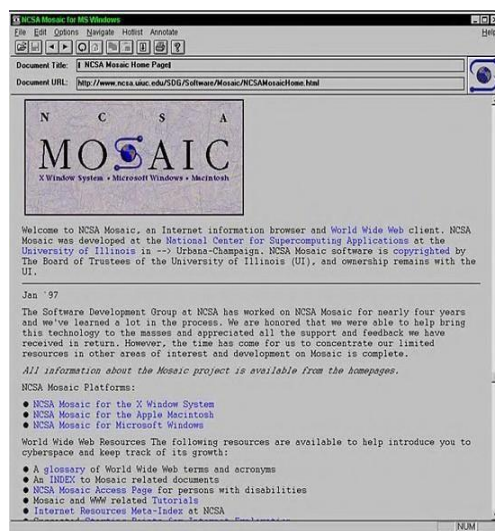 NCSA Mosaic for MS Windows
File Edit Options Navigate Hotlist Annotate Help
Document Title: NCSA Mosaic Home Page
Document URL: http://www.ncsa.uiuc.edu/SDG/Software/Mosaic/NCSAMosaicHome.html
N C S A
MOSAIC
X Window System • Microsoft Windows • Macintosh
Welcome to NCSA Mosaic, an Internet information browser and World Wide Web client. NCSA
Mosaic was developed at the National Center for Supercomputing Applications at the
University of Illinois in --> Urbana-Champaign. NCSA Mosaic software is copyrighted by
The Board of Trustees of the University of Illinois (UI), and ownership remains with the
UI.
Jan '97
The Software Development Group at NCSA has worked on NCSA Mosaic for nearly four years
and we've learned a lot in the process. We are honored that we were able to help bring
this technology to the masses and appreciated all the support and feedback we have
received in return. However, the time has come for us to concentrate our limited
resources in other areas of interest and development on Mosaic is complete.
All information about the Mosaic project is available from the homepages.
NCSA Mosaic Platforms:
● NCSA Mosaic for the X Window System
● NCSA Mosaic for the Apple Macintosh
● NCSA Mosaic for Microsoft Windows
World Wide Web Resources The following resources are available to help introduce you to
cyberspace and keep track of its growth:
● A glossary of World Wide Web terms and acronyms
● An INDEX to Mosaic related documents
● NCSA Mosaic Access Page for persons with disabilities
● Mosaic and WWW related Tutorials
● Internet Resources Meta-Index at NCSA
NUM